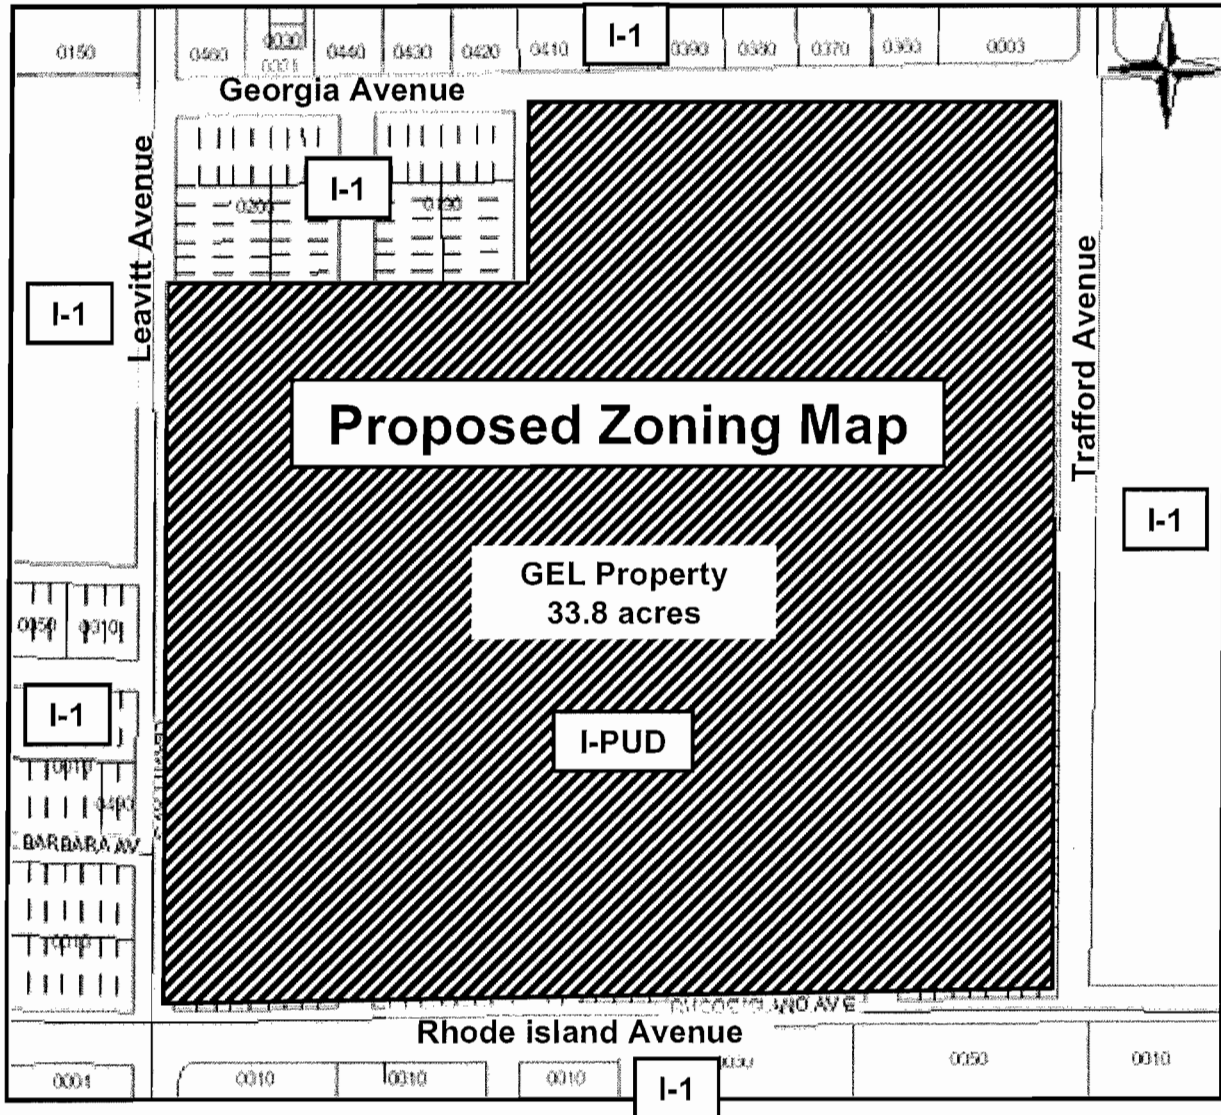 I-1
0150
0460
0440
0430
0420
0410
0390
0380
0370
0360
0003
Georgia Avenue
Leavitt Avenue
I-1
I-1
Trafford Avenue
Proposed Zoning Map
I-1
GEL Property
33.8 acres
I-1
I-PUD
BARBARA AV
Rhode island Avenue
0010
0010
0010
0050
0010
I-1